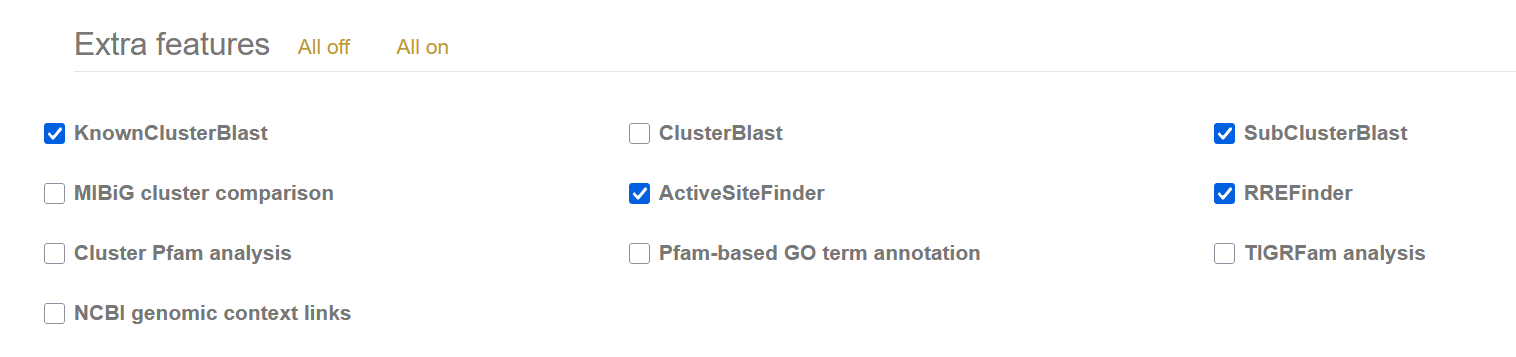 Extra features All off All on
KnownClusterBlast ClusterBlast SubClusterBlast
MIBiG cluster comparison ActiveSiteFinder RREFinder
Cluster Pfam analysis Pfam-based GO term annotation TIGRFam analysis
NCBI genomic context links